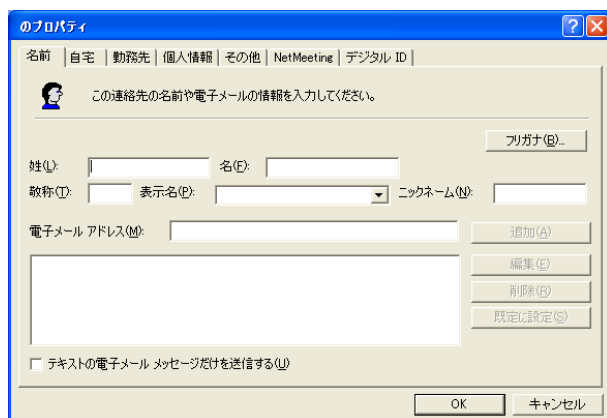 のプロパティ
名前 自宅 勤務先 個人情報 その他 NetMeeting デジタル ID
この連絡先の名前や電子メールの情報を入力してください。
フリガナ(B)...
姓(L): 名(F):
敬称(T): 表示名(P): ニックネーム(N):
電子メール アドレス(M): 追加(A)
編集(E)
削除(R)
既定に設定(S)
テキストの電子メール メッセージだけを送信する(U)
OK キャンセル